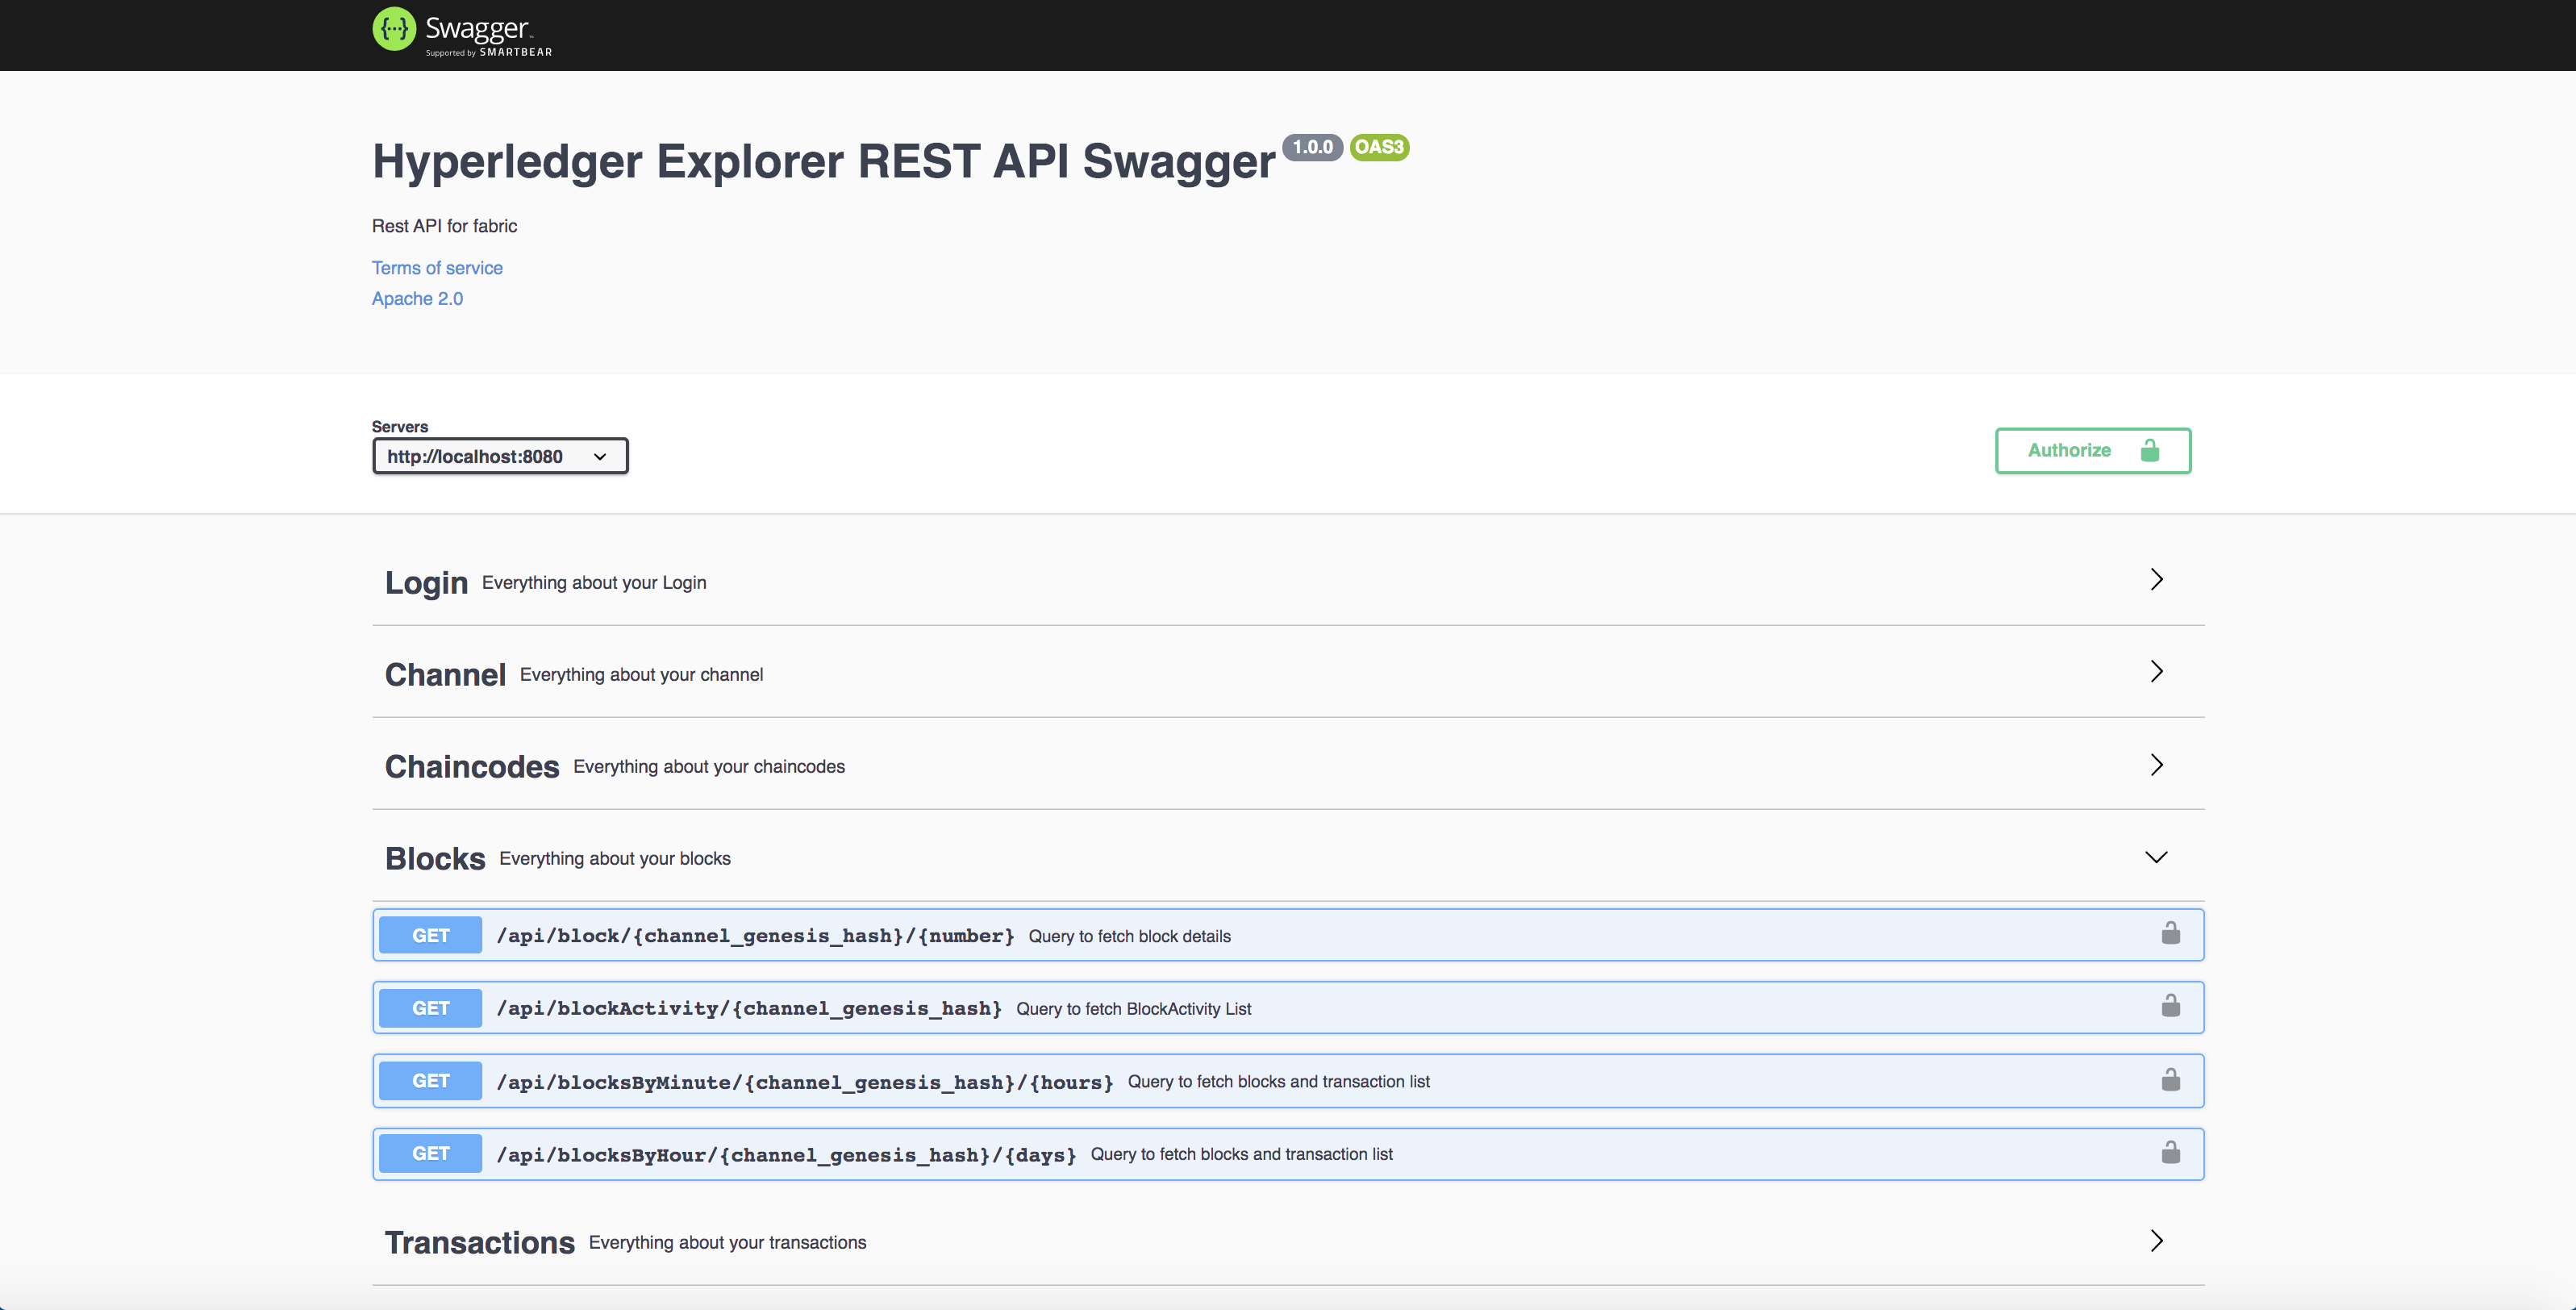 Swagger
Supported by SMARTBEAR
Hyperledger Explorer REST API Swagger 1.0.0 OAS3
Rest API for fabric
Terms of service
Apache 2.0
Servers
http://localhost:8080
Authorize
Login Everything about your Login
Channel Everything about your channel
Chaincodes Everything about your chaincodes
Blocks Everything about your blocks
GET /api/block/{channel_genesis_hash}/{number} Query to fetch block details
GET /api/blockActivity/{channel_genesis_hash} Query to fetch BlockActivity List
GET /api/blocksByMinute/{channel_genesis_hash}/{hours} Query to fetch blocks and transaction list
GET /api/blocksByHour/{channel_genesis_hash}/{days} Query to fetch blocks and transaction list
Transactions Everything about your transactions